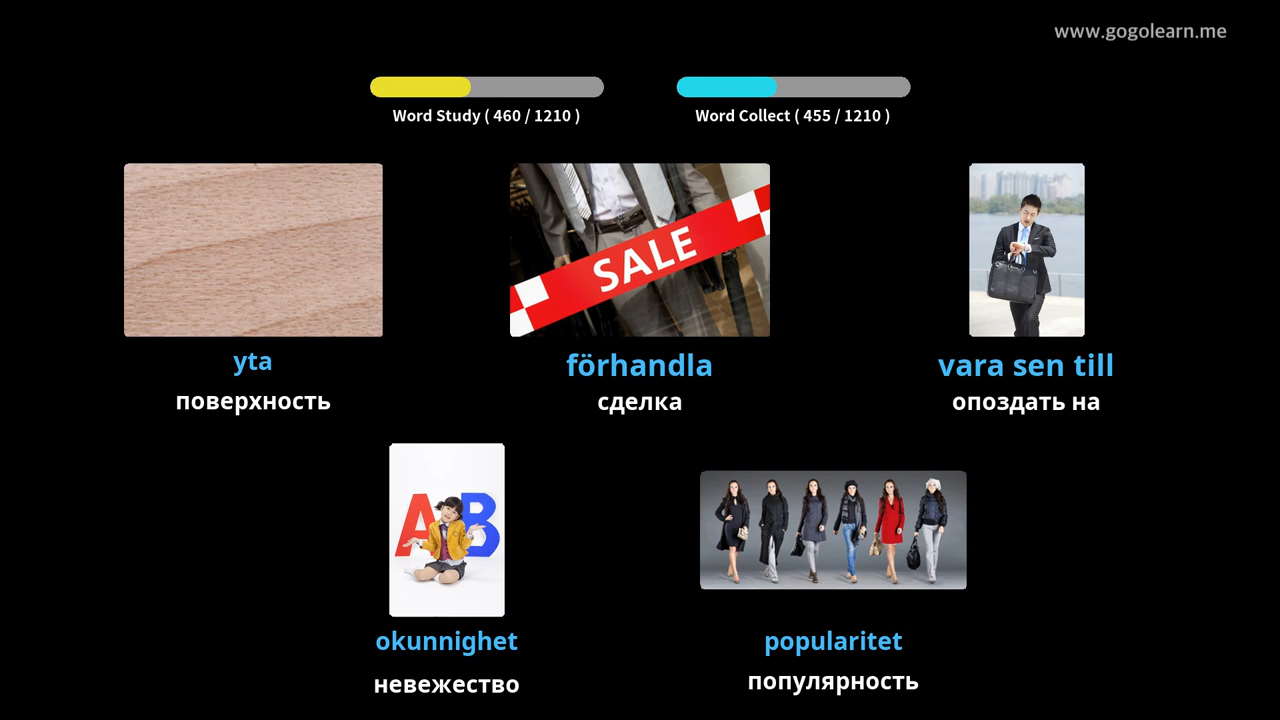 www.gogolearn.me
Word Study ( 460 / 1210 )
Word Collect ( 455 / 1210 )
SALE
yta
поверхность
förhandla
сделка
vara sen till
опоздать на
A B
okunnighet
невежество
popularitet
популярность